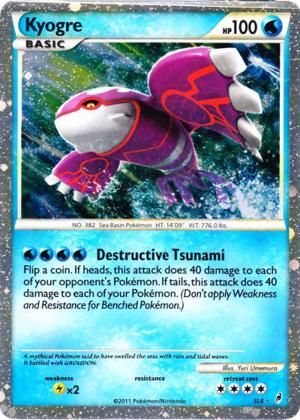 Kyogre
HP100
BASIC
NO. 382 Sea Basin Pokémon HT: 14'09" WT: 776.0 lbs.
Destructive Tsunami
Flip a coin. If heads, this attack does 40 damage to each
of your opponent's Pokémon. If tails, this attack does 40
damage to each of your Pokémon. (Don't apply Weakness
and Resistance for Benched Pokémon.)
Illus. Yuri Umemura
A mythical Pokémon said to have swelled the seas with rain and tidal waves.
It battled with GROUDON.
weakness
resistance
retreat cost
×2
©2011 Pokémon/Nintendo
SL6